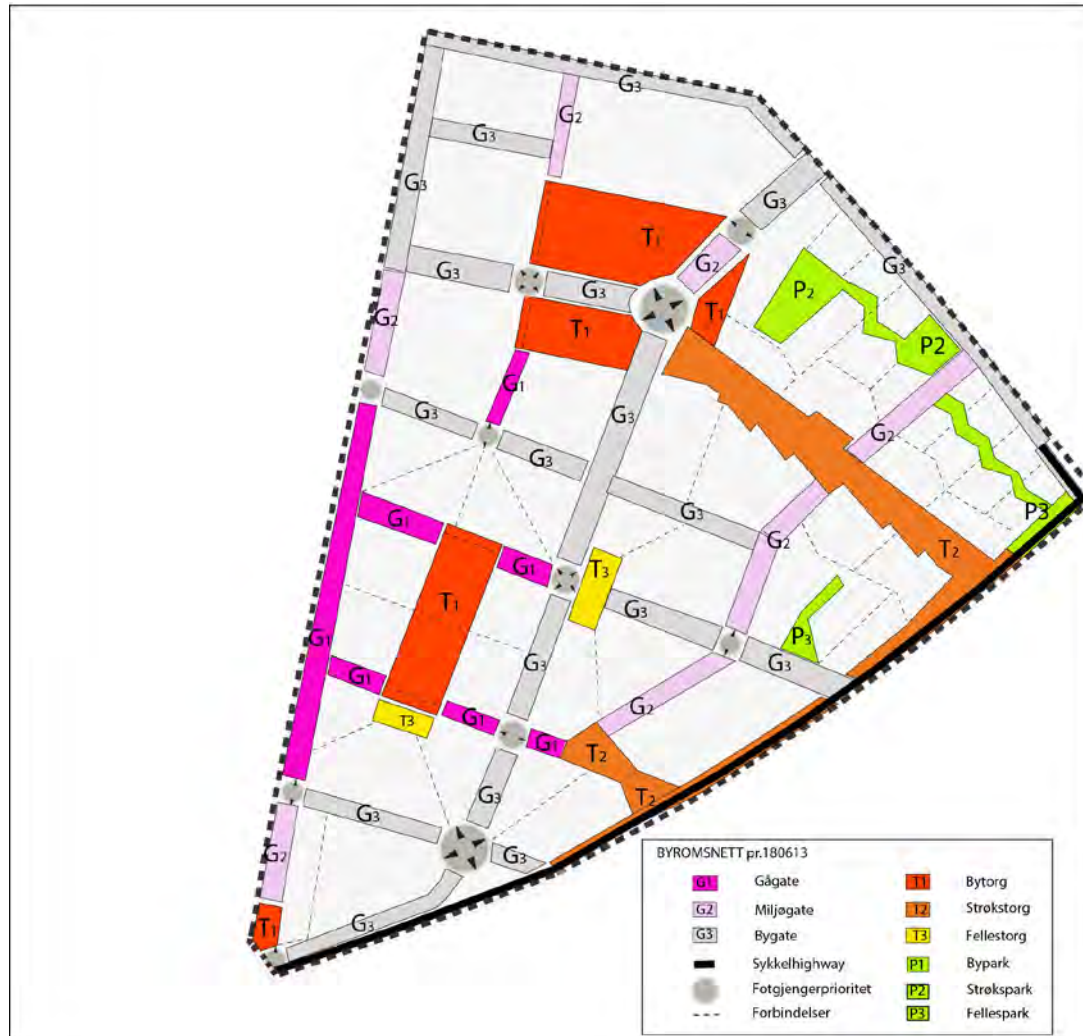 G3
G2
G3
G3
G3
T1
G2
G3
G3
G3
P2
T1
T1
P2
G2
G1
G3
G3
G3
G2
G3
G2
P3
G1
G1
T3
T2
T1
G3
G1
G3
P3
G3
G1
G3
G2
T3
G1
G1
T2
T2
G3
G3
G3
G2
T1
G3
BYROMSNETT pr.180613
G1 Gågate
G2 Miljøgate
G3 Bygate
Sykkelhighway
Fotgjengerprioritet
Forbindelser
T1 Bytorg
T2 Strøkstorg
T3 Fellestorg
P1 Bypark
P2 Strøkspark
P3 Fellespark